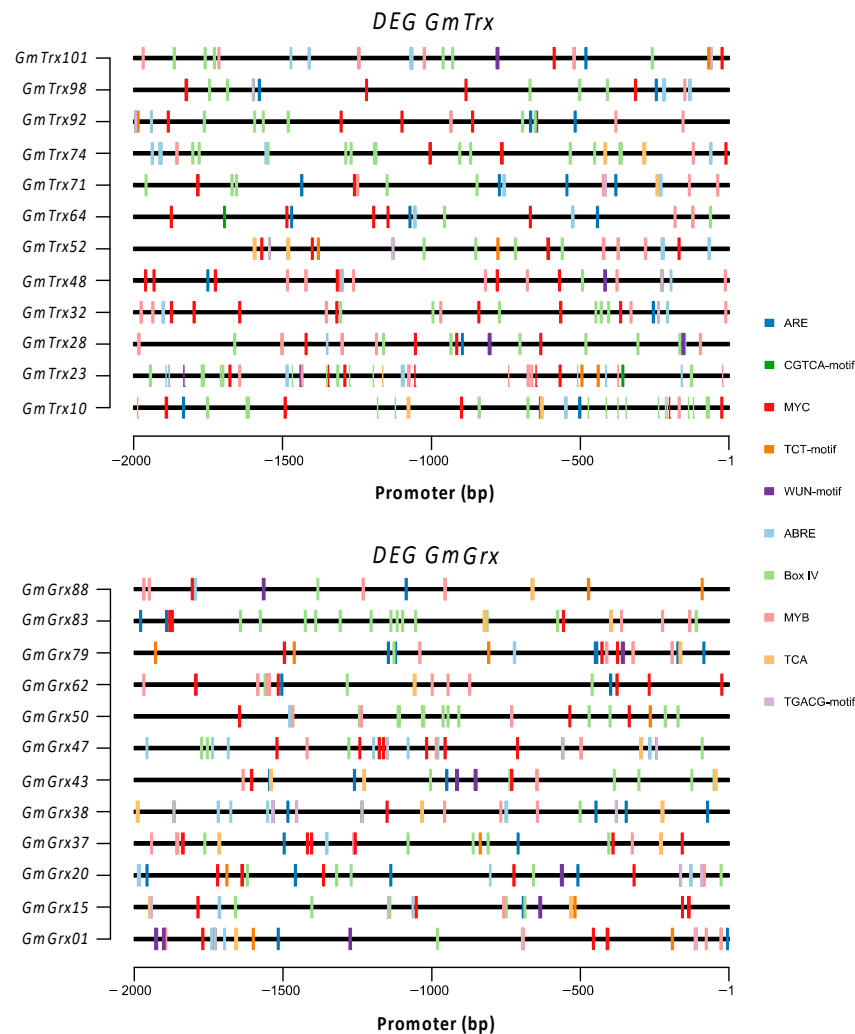 DEG GmTrx
GmTrx101
GmTrx98
GmTrx92
GmTrx74
GmTrx71
GmTrx64
GmTrx52
GmTrx48
GmTrx32
GmTrx28
GmTrx23
GmTrx10
−2000 −1500 −1000 −500 −1
Promoter (bp)
ARE
CGTCA-motif
MYC
TCT-motif
WUN-motif
ABRE
Box IV
MYB
TCA
TGACG-motif
DEG GmGrx
GmGrx88
GmGrx83
GmGrx79
GmGrx62
GmGrx50
GmGrx47
GmGrx43
GmGrx38
GmGrx37
GmGrx20
GmGrx15
GmGrx01
−2000 −1500 −1000 −500 −1
Promoter (bp)